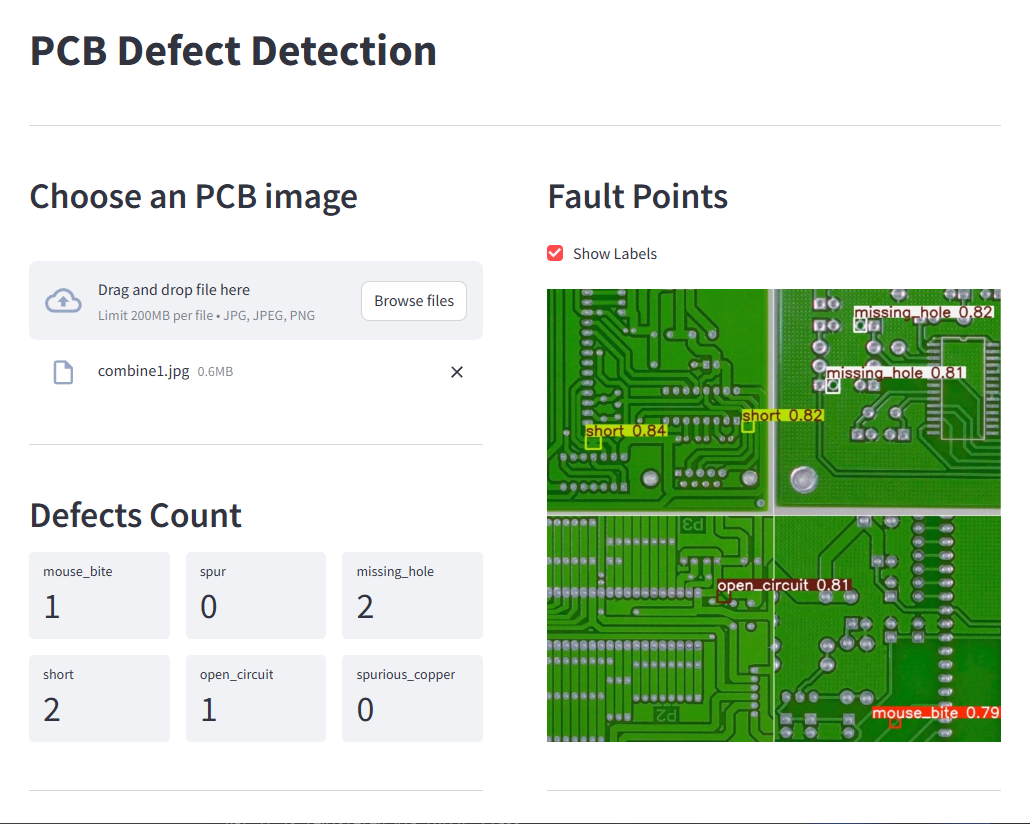 PCB Defect Detection
Choose an PCB image
Drag and drop file here
Limit 200MB per file • JPG, JPEG, PNG
Browse files
combine1.jpg 0.6MB
Defects Count
mouse_bite
1
spur
0
missing_hole
2
short
2
open_circuit
1
spurious_copper
0
Fault Points
Show Labels
missing_hole 0.82
missing_hole 0.81
short 0.82
short 0.84
P3
open_circuit 0.81
P2
mouse_bite 0.79